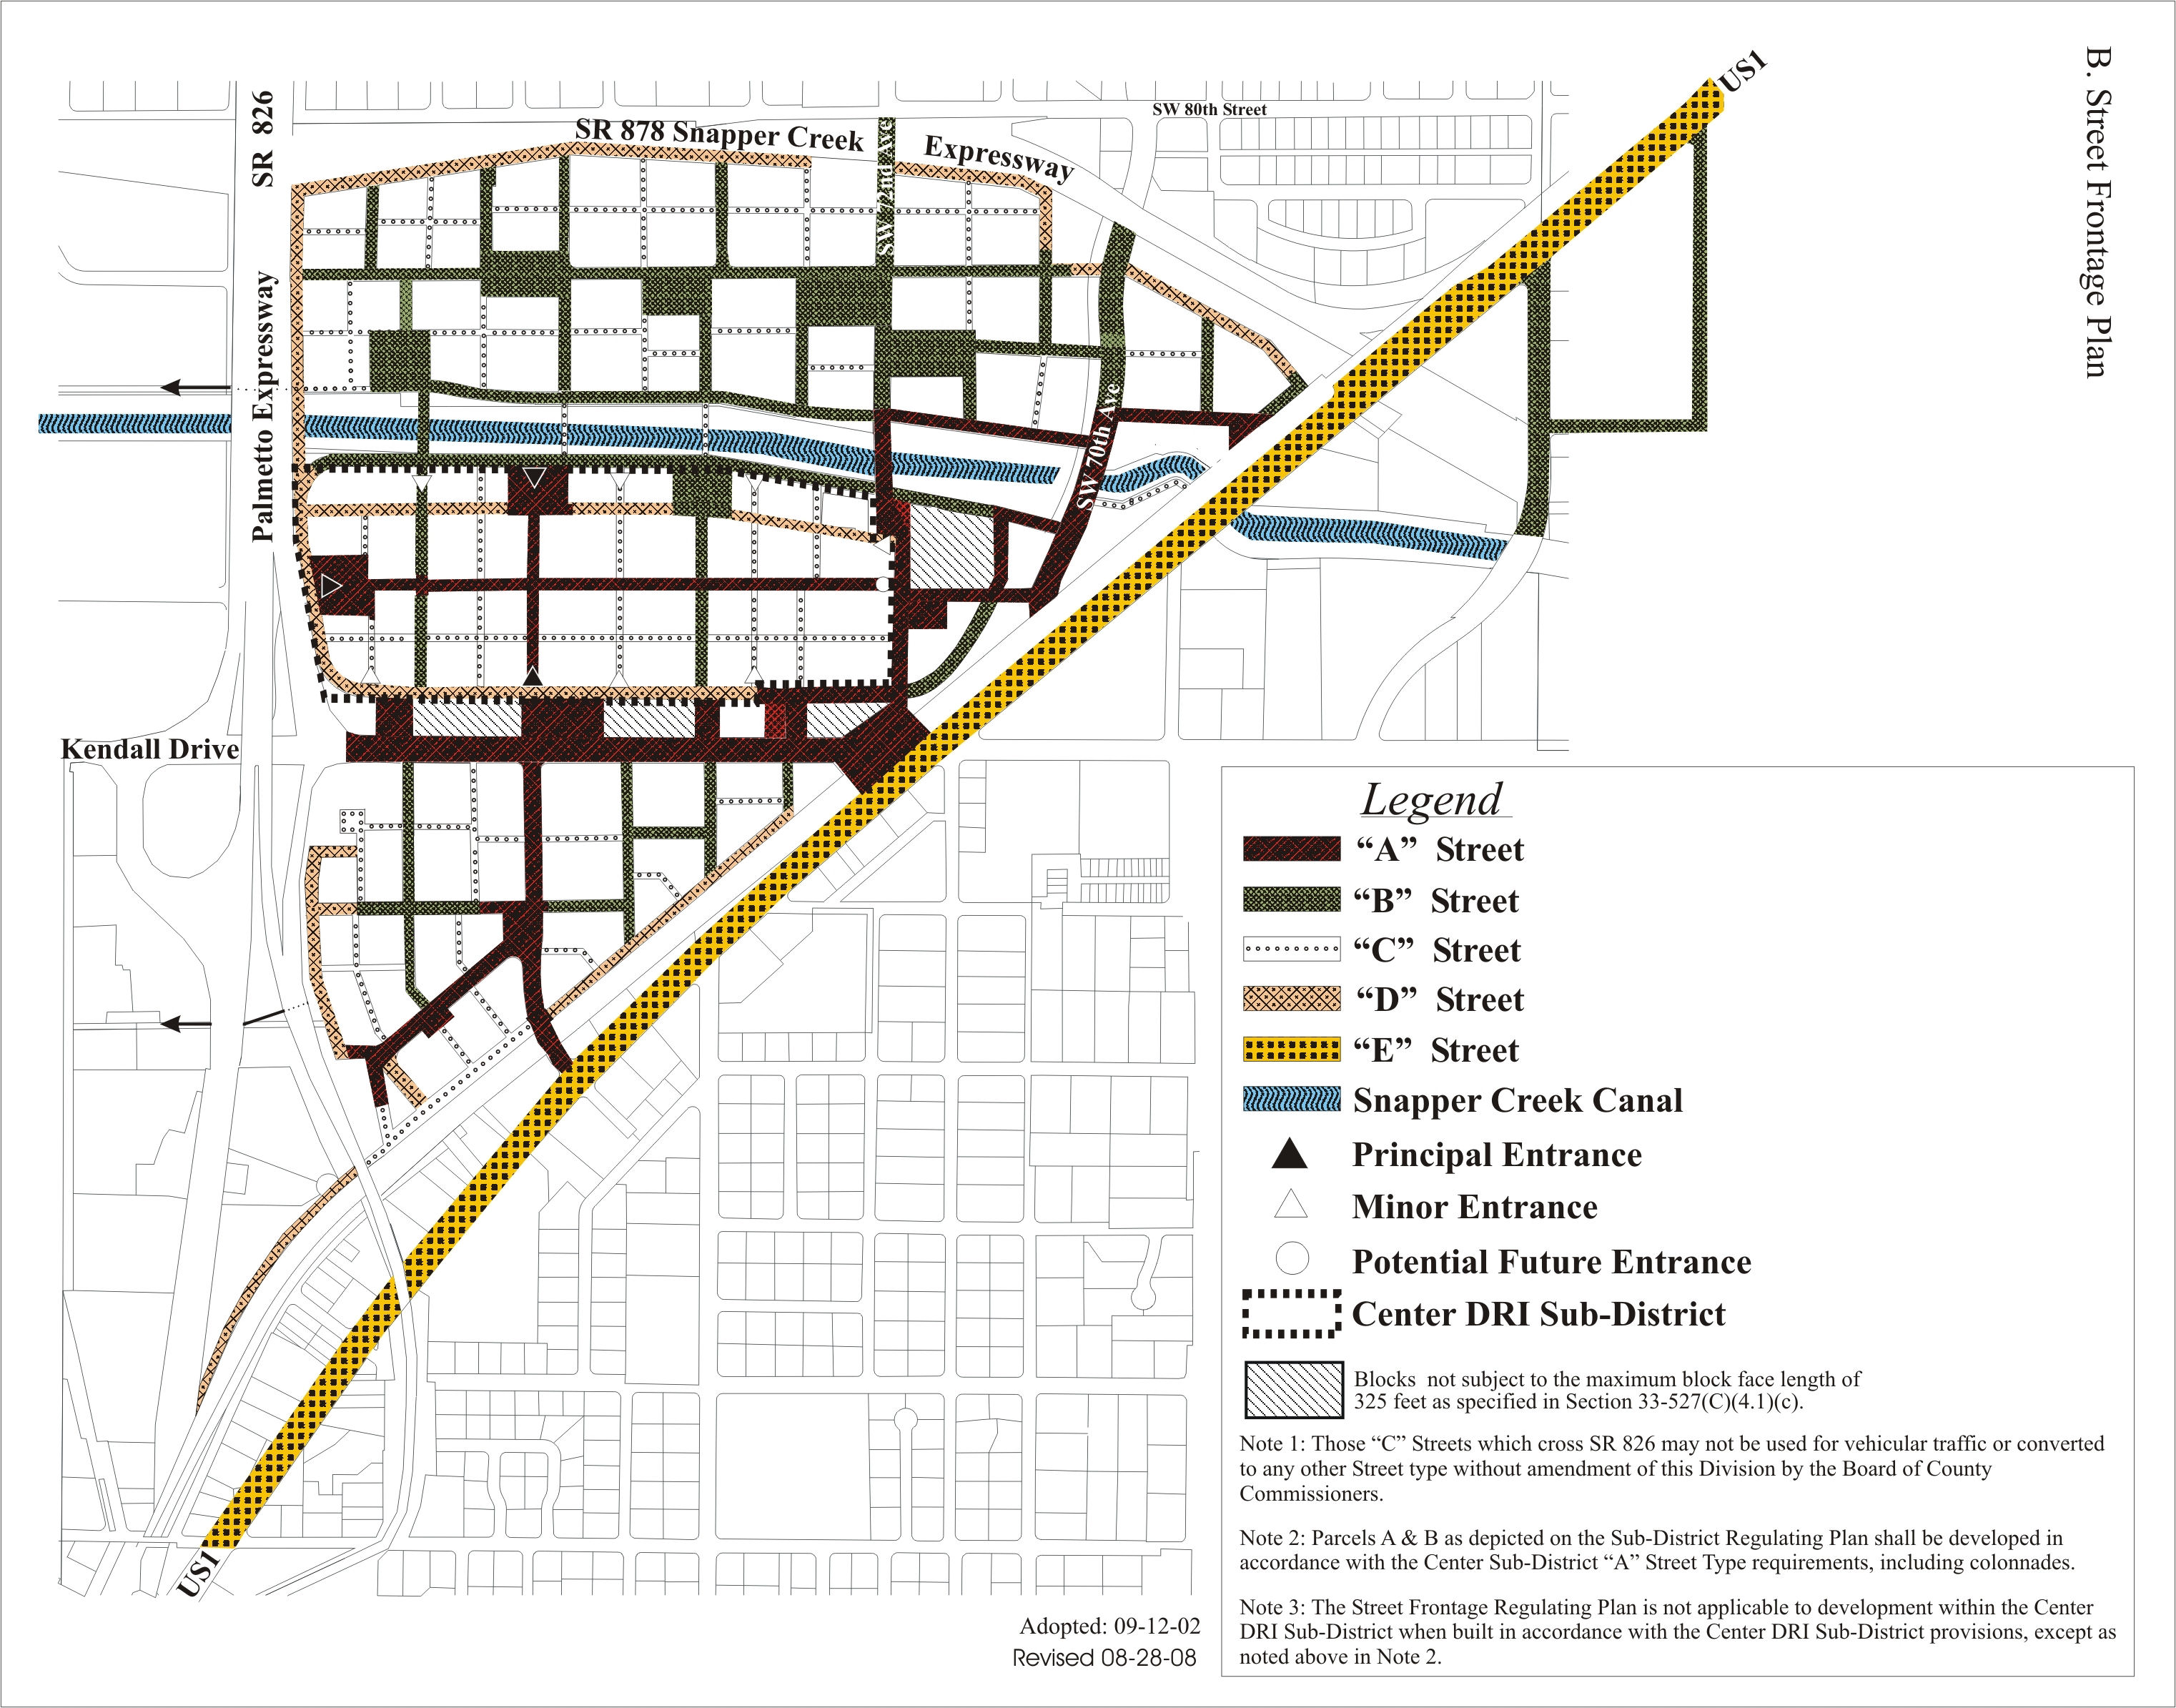 B. Street Frontage Plan
US1
SW 80th Street
SR 826
SR 878 Snapper Creek
Expressway
SW 72nd Ave
Palmetto Expressway
SW 70th Ave
Kendall Drive
US1
Legend
“A” Street
“B” Street
“C” Street
“D” Street
“E” Street
Snapper Creek Canal
Principal Entrance
Minor Entrance
Potential Future Entrance
Center DRI Sub-District
Blocks not subject to the maximum block face length of
325 feet as specified in Section 33-527(C)(4.1)(c).
Note 1: Those “C” Streets which cross SR 826 may not be used for vehicular traffic or converted
to any other Street type without amendment of this Division by the Board of County
Commissioners.
Note 2: Parcels A & B as depicted on the Sub-District Regulating Plan shall be developed in
accordance with the Center Sub-District “A” Street Type requirements, including colonnades.
Note 3: The Street Frontage Regulating Plan is not applicable to development within the Center
DRI Sub-District when built in accordance with the Center DRI Sub-District provisions, except as
noted above in Note 2.
Adopted: 09-12-02
Revised 08-28-08